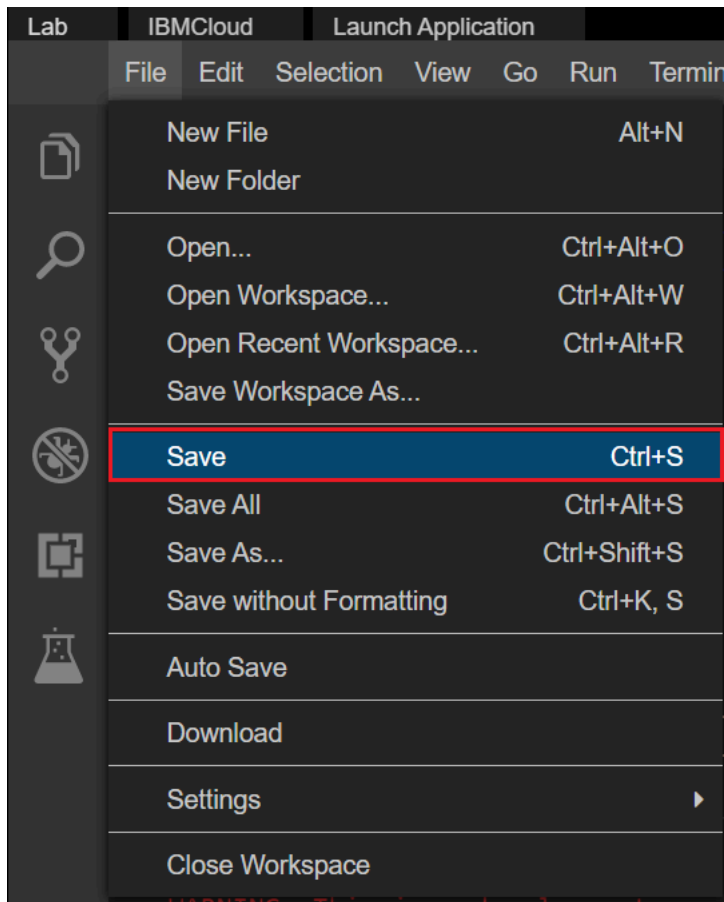 Lab IBMCloud Launch Application
File Edit Selection View Go Run Termin
New File Alt+N
New Folder
Open... Ctrl+Alt+O
Open Workspace... Ctrl+Alt+W
Open Recent Workspace... Ctrl+Alt+R
Save Workspace As...
Save Ctrl+S
Save All Ctrl+Alt+S
Save As... Ctrl+Shift+S
Save without Formatting Ctrl+K, S
Auto Save
Download
Settings
Close Workspace